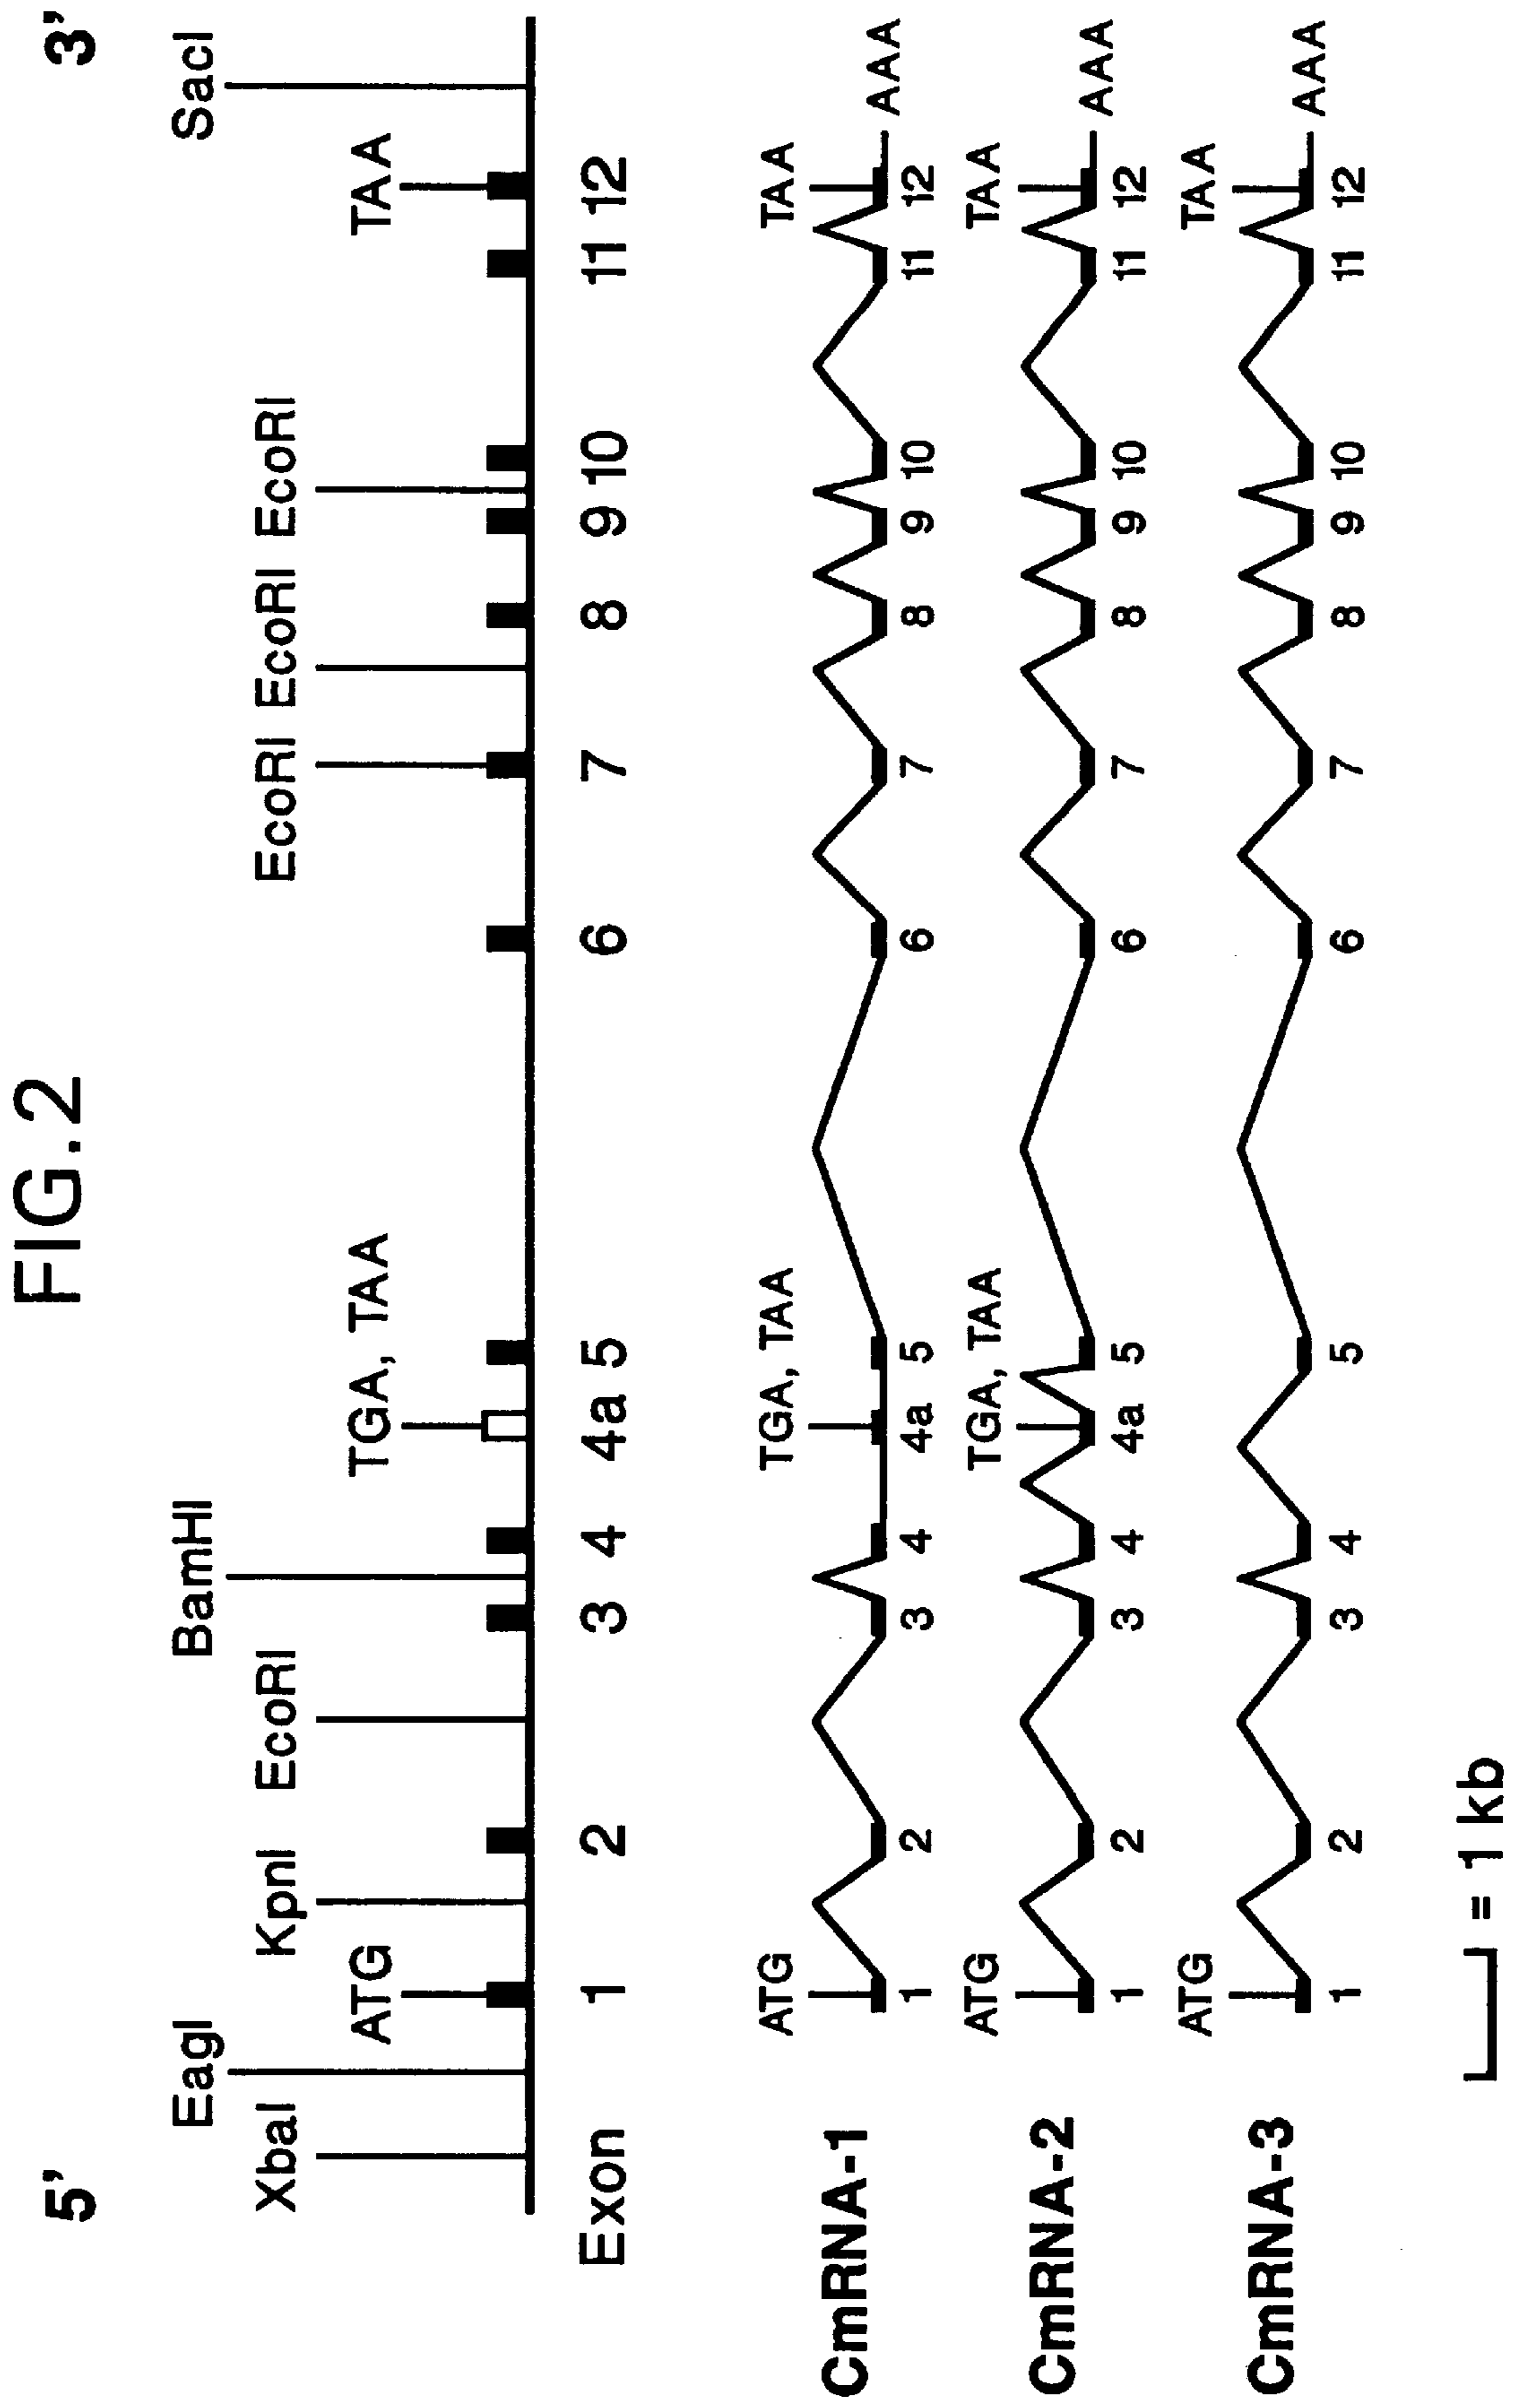 FIG.2
5' 3'
EagI BamHI SacI
XbaI KpnI EcoRI EcoRI EcoRI EcoRI
ATG TGA, TAA TAA
Exon 1 2 3 4 4a 5 6 7 8 9 10 11 12
ATG TGA, TAA TAA
CmRNA-1 AAA
1 2 3 4 4a 5 6 7 8 9 10 11 12
ATG TGA, TAA TAA
CmRNA-2 AAA
1 2 3 4 4a 5 6 7 8 9 10 11 12
ATG TAA
CmRNA-3 AAA
1 2 3 4 5 6 7 8 9 10 11 12
= 1 kb